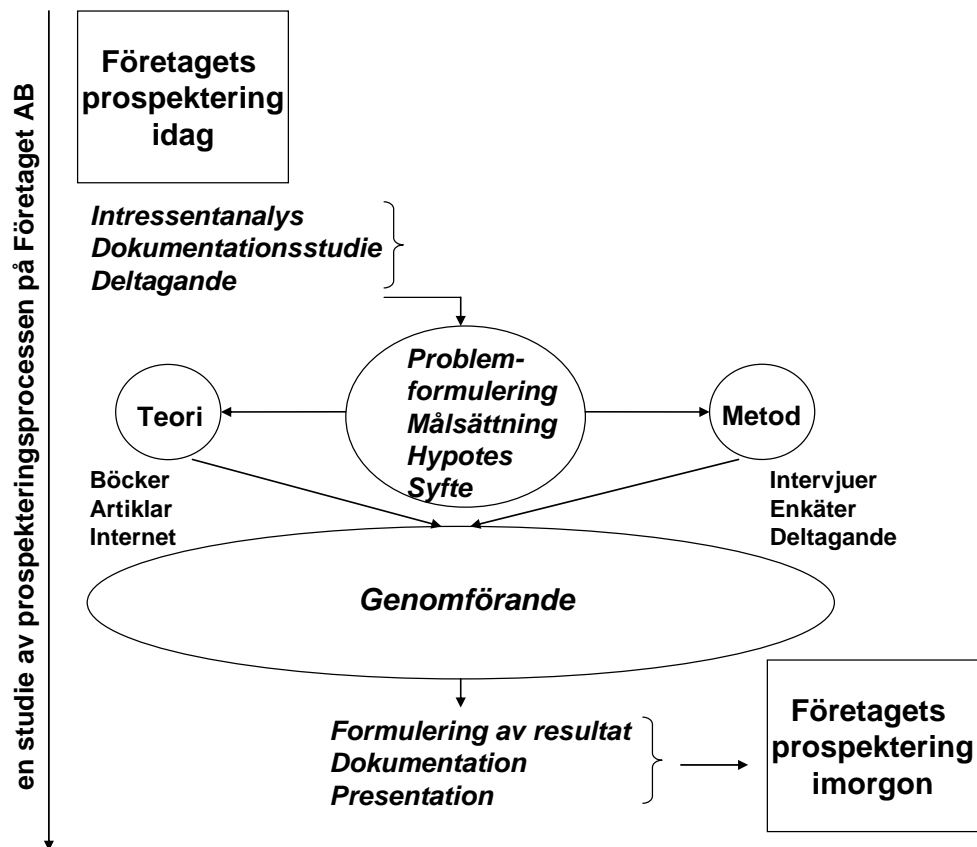 en studie av prospekteringsprocessen på Företaget AB
Företagets
prospektering
idag
Intressentanalys
Dokumentationsstudie
Deltagande
Problem-
formulering
Målsättning
Hypotes
Syfte
Teori
Metod
Böcker
Artiklar
Internet
Intervjuer
Enkäter
Deltagande
Genomförande
Formulering av resultat
Dokumentation
Presentation
Företagets
prospektering
imorgon